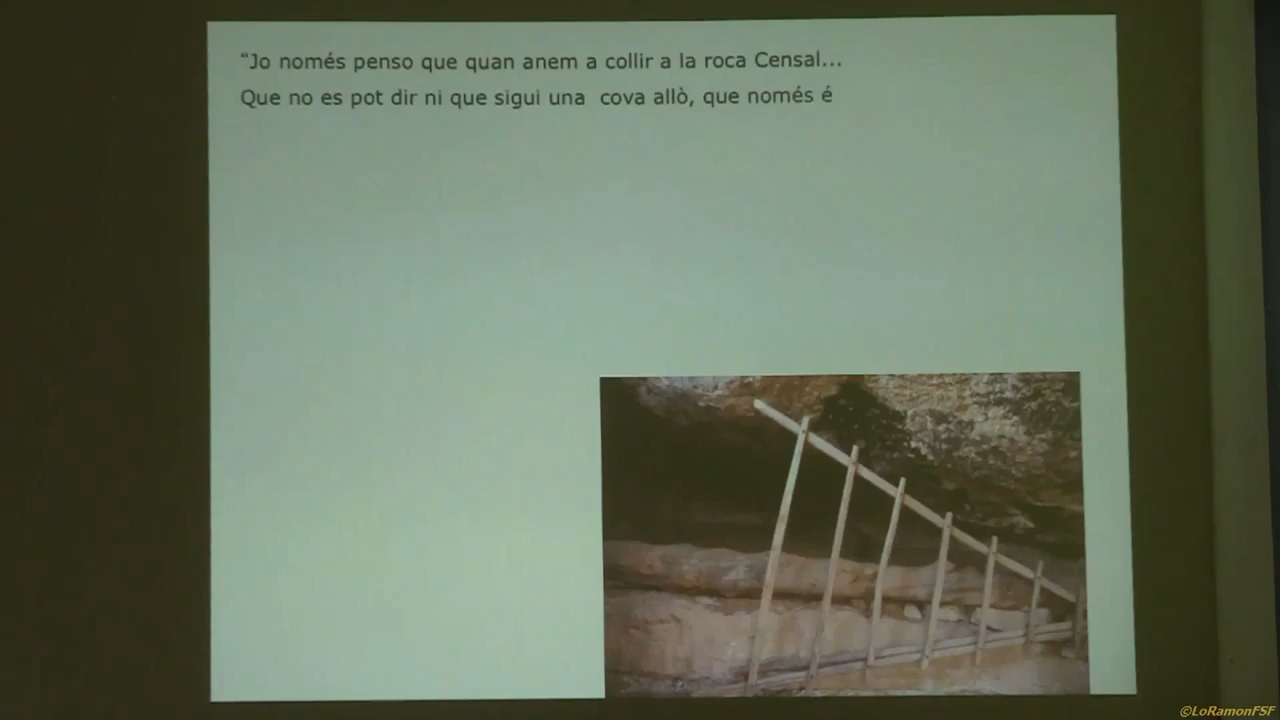 “Jo només penso que quan anem a collir a la roca Censal...
Que no es pot dir ni que sigui una cova allò, que només é
©LoRamonFSF